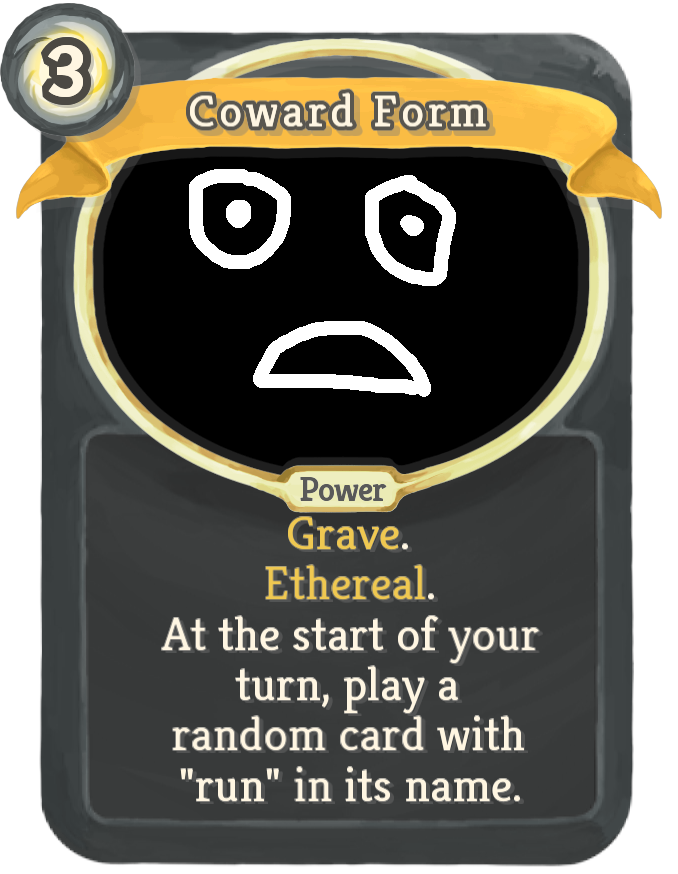 3
Coward Form
Power
Grave.
Ethereal.
At the start of your
turn, play a
random card with
"run" in its name.